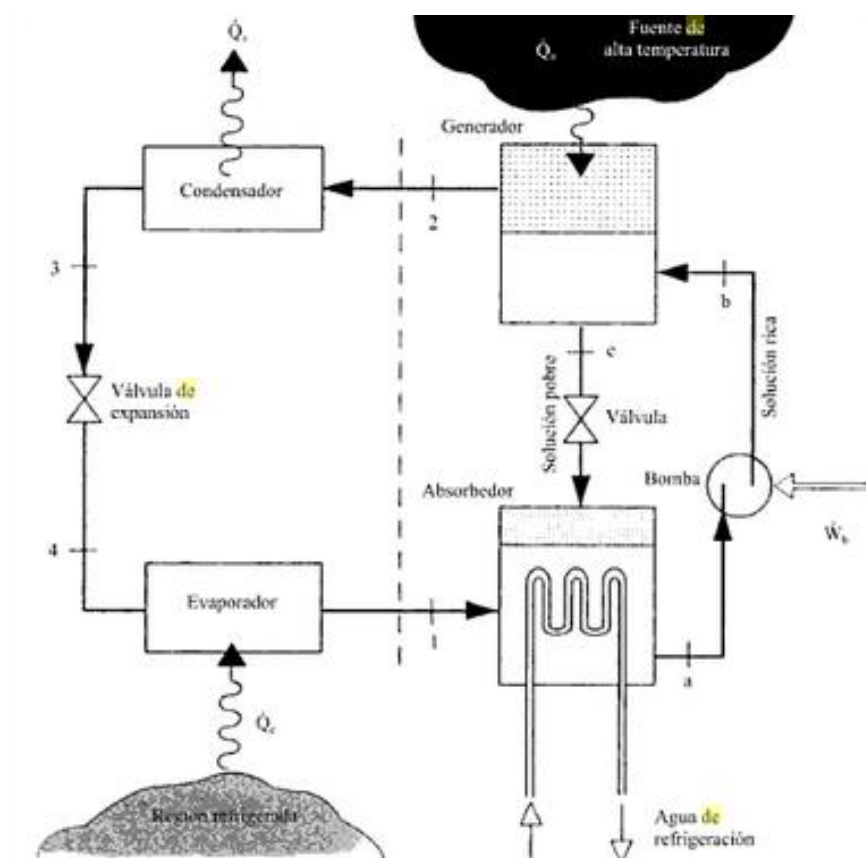 Q̇s
Fuente de
alta temperatura
Q̇e
Generador
Condensador
2
3
b
Solución rica
c
Solución pobre
Válvula de
expansión
Válvula
Absorbedor
Bomba
Ẇb
4
Evaporador
1
a
Q̇e
Región refrigerada
Agua de
refrigeración